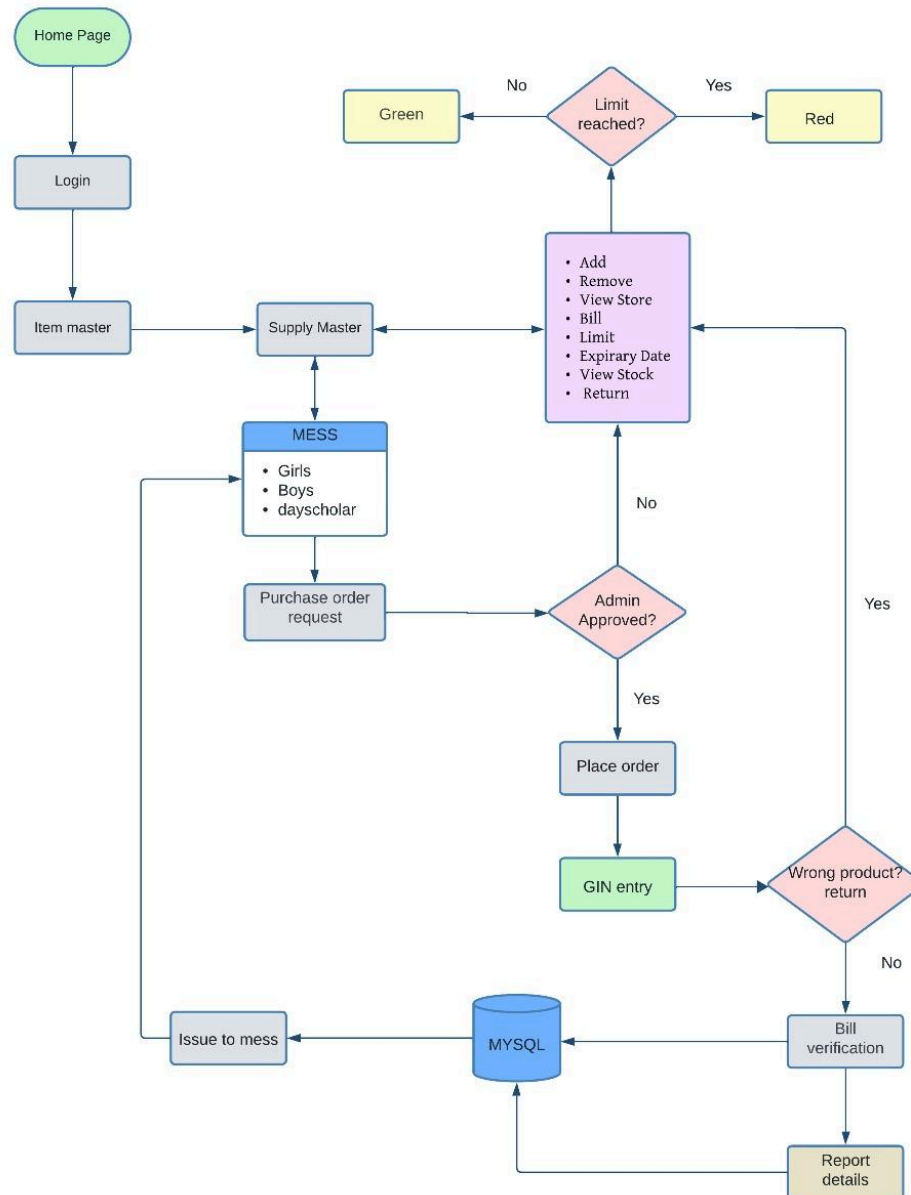 Home Page
No
Limit
reached?
Yes
Green
Red
Login
• Add
• Remove
• View Store
• Bill
• Limit
• Expirary Date
• View Stock
• Return
Item master
Supply Master
MESS
• Girls
• Boys
• dayscholar
No
Purchase order
request
Admin
Approved?
Yes
Yes
Place order
Wrong product?
return
GIN entry
No
Issue to mess
MYSQL
Bill
verification
Report
details